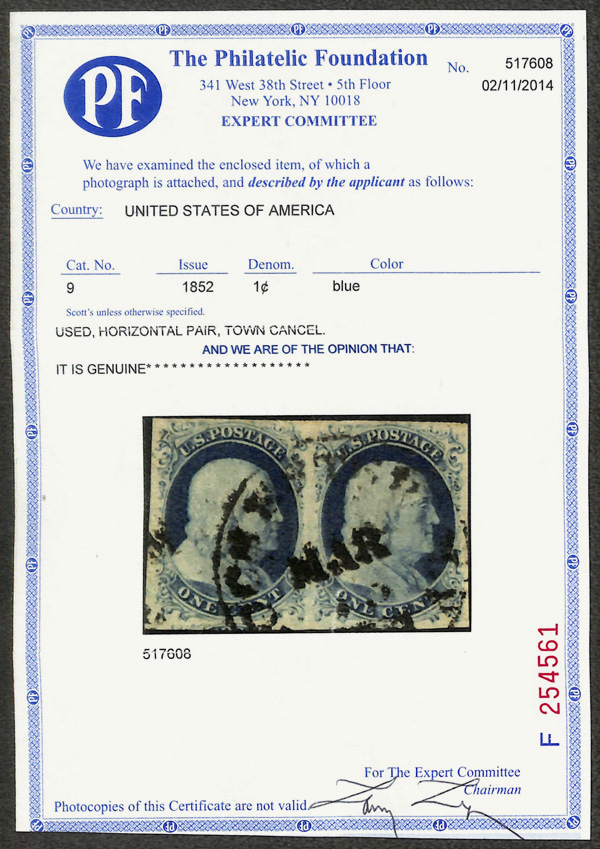 PF
The Philatelic Foundation
341 West 38th Street • 5th Floor
New York, NY 10018
EXPERT COMMITTEE
No. 517608
02/11/2014
We have examined the enclosed item, of which a
photograph is attached, and described by the applicant as follows:
Country: UNITED STATES OF AMERICA
Cat. No. Issue Denom. Color
9 1852 1¢ blue
Scott's unless otherwise specified.
USED, HORIZONTAL PAIR, TOWN CANCEL.
AND WE ARE OF THE OPINION THAT:
IT IS GENUINE* * * * * * * * * * * * * * * * * * *
U.S. POSTAGE U.S. POSTAGE
MAR
ONE CENT ONE CENT
517608
F 254561
For The Expert Committee
Chairman
Photocopies of this Certificate are not valid.